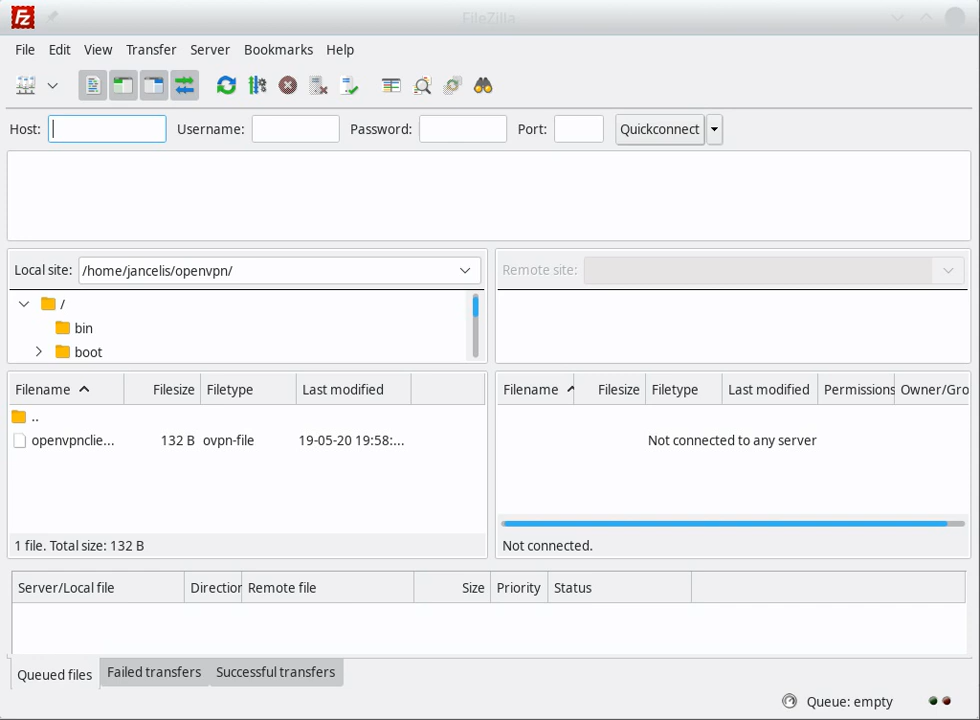 FileZilla
File Edit View Transfer Server Bookmarks Help
Host: Username: Password: Port: Quickconnect
Local site: /home/jancelis/openvpn/
Remote site:
/
bin
boot
Filename Filesize Filetype Last modified
..
openvpnclie... 132 B ovpn-file 19-05-20 19:58:...
1 file. Total size: 132 B
Filename Filesize Filetype Last modified Permissions Owner/Gro
Not connected to any server
Not connected.
Server/Local file Direction Remote file Size Priority Status
Queued files Failed transfers Successful transfers
Queue: empty